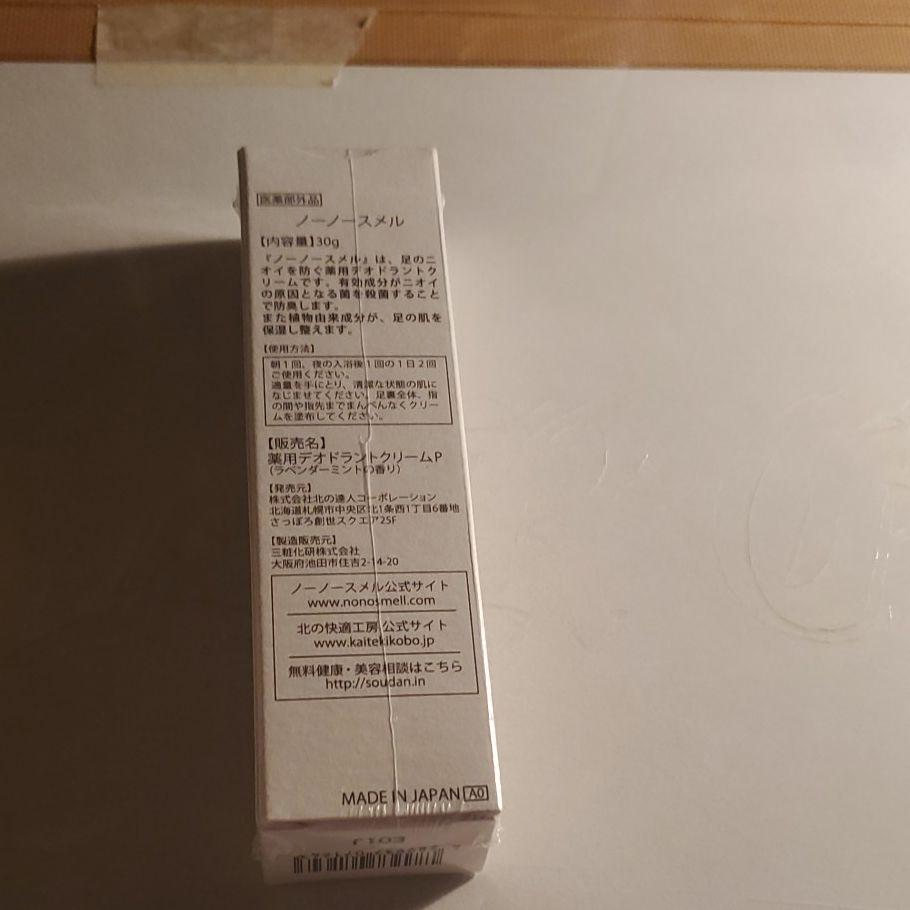 医薬部外品
ノーノースメル
【内容量】30g
『ノーノースメル』は、足のニ
オイを防ぐ薬用デオドラントク
リームです。有効成分がニオイ
の原因となる菌を殺菌すること
で防臭します。
また植物由来成分が、足の肌を
保湿し整えます。
【使用方法】
朝1回、夜の入浴後1回の1日2回
ご使用ください。
適量を手にとり、清潔な状態の肌に
なじませてください。足裏全体、指
の間や指先までまんべんなくクリー
ムを塗布してください。
【販売名】
薬用デオドラントクリームP
(ラベンダーミントの香り)
【発売元】
株式会社北の達人コーポレーション
北海道札幌市中央区北1条西1丁目6番地
さっぽろ創世スクエア25F
【製造販売元】
三粧化研株式会社
大阪府池田市住吉2-14-20
ノーノースメル公式サイト
www.nonosmell.com
北の快適工房 公式サイト
www.kaitekikobo.jp
無料健康・美容相談はこちら
http://soudan.in
MADE IN JAPAN A0